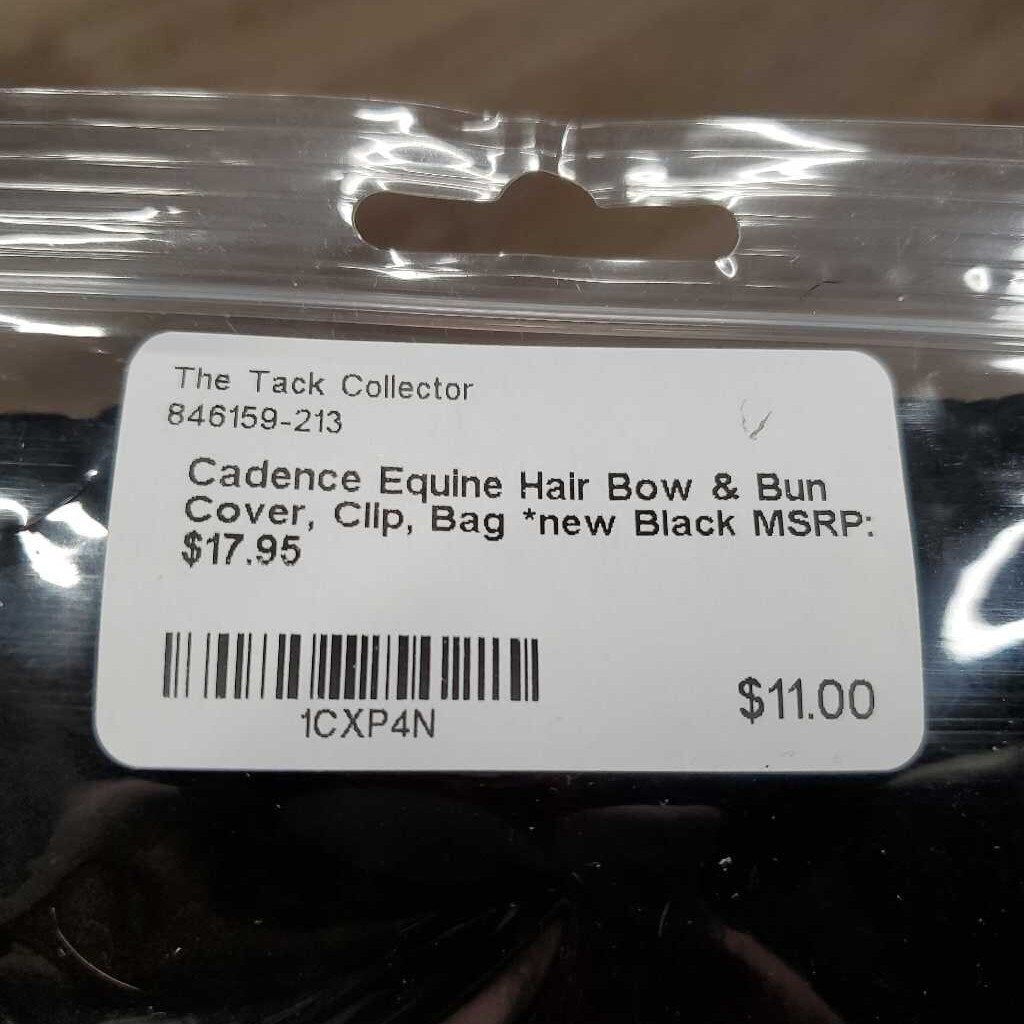 The Tack Collector
846159-213
Cadence Equine Hair Bow & Bun
Cover, Clip, Bag *new Black MSRP:
$17.95
1CXP4N
$11.00